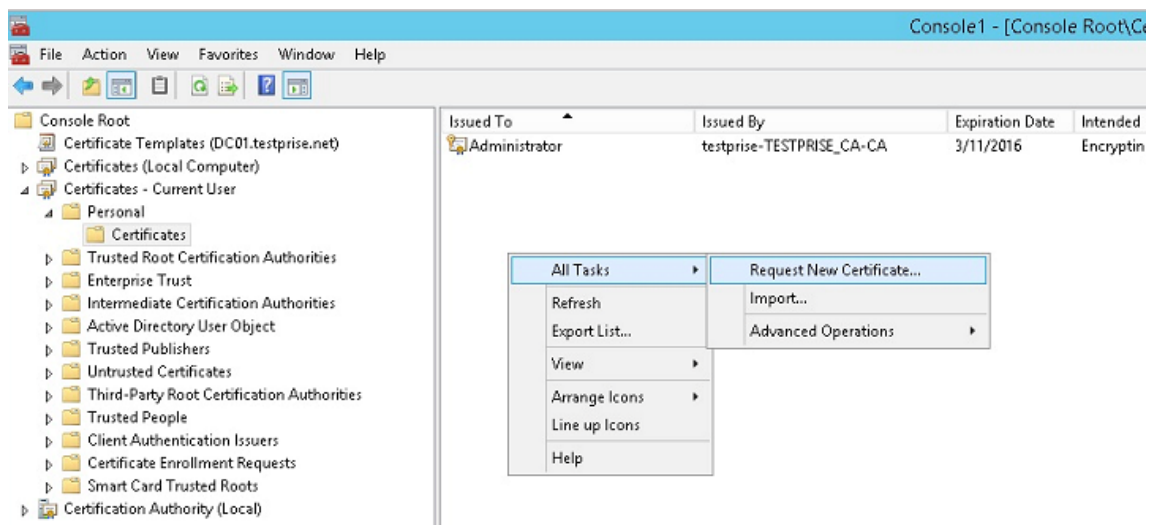 Console1 - [Console Root\Ce
File Action View Favorites Window Help
Console Root
Certificate Templates (DC01.testprise.net)
Certificates (Local Computer)
Certificates - Current User
Personal
Certificates
Trusted Root Certification Authorities
Enterprise Trust
Intermediate Certification Authorities
Active Directory User Object
Trusted Publishers
Untrusted Certificates
Third-Party Root Certification Authorities
Trusted People
Client Authentication Issuers
Certificate Enrollment Requests
Smart Card Trusted Roots
Certification Authority (Local)
Issued To Issued By Expiration Date Intended
Administrator testprise-TESTPRISE_CA-CA 3/11/2016 Encryptin
All Tasks
Refresh
Export List...
View
Arrange Icons
Line up Icons
Help
Request New Certificate...
Import...
Advanced Operations